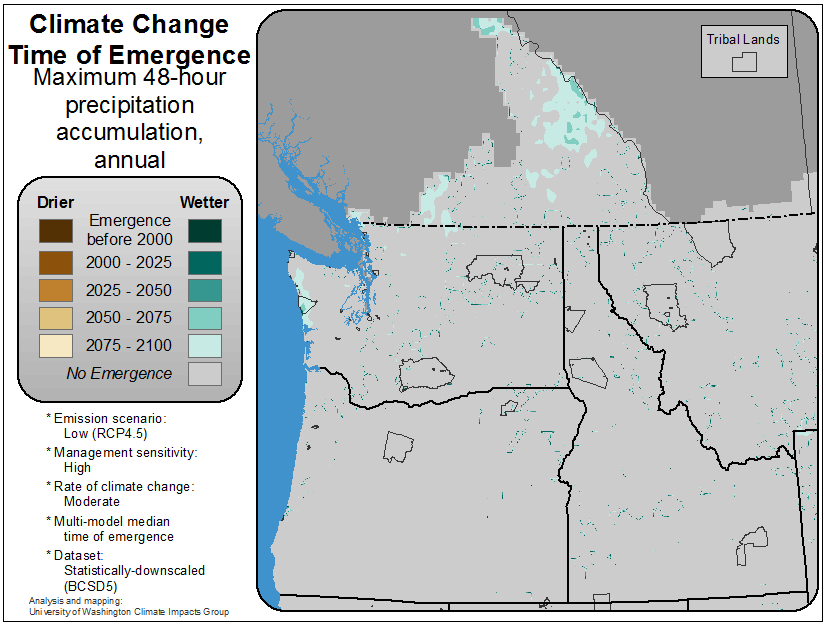 Climate Change
Time of Emergence
Maximum 48-hour
precipitation
accumulation,
annual
Drier Wetter
Emergence
before 2000
2000 - 2025
2025 - 2050
2050 - 2075
2075 - 2100
No Emergence
* Emission scenario:
Low (RCP4.5)
* Management sensitivity:
High
* Rate of climate change:
Moderate
* Multi-model median
time of emergence
* Dataset:
Statistically-downscaled
(BCSD5)
Analysis and mapping:
University of Washington Climate Impacts Group
Tribal Lands